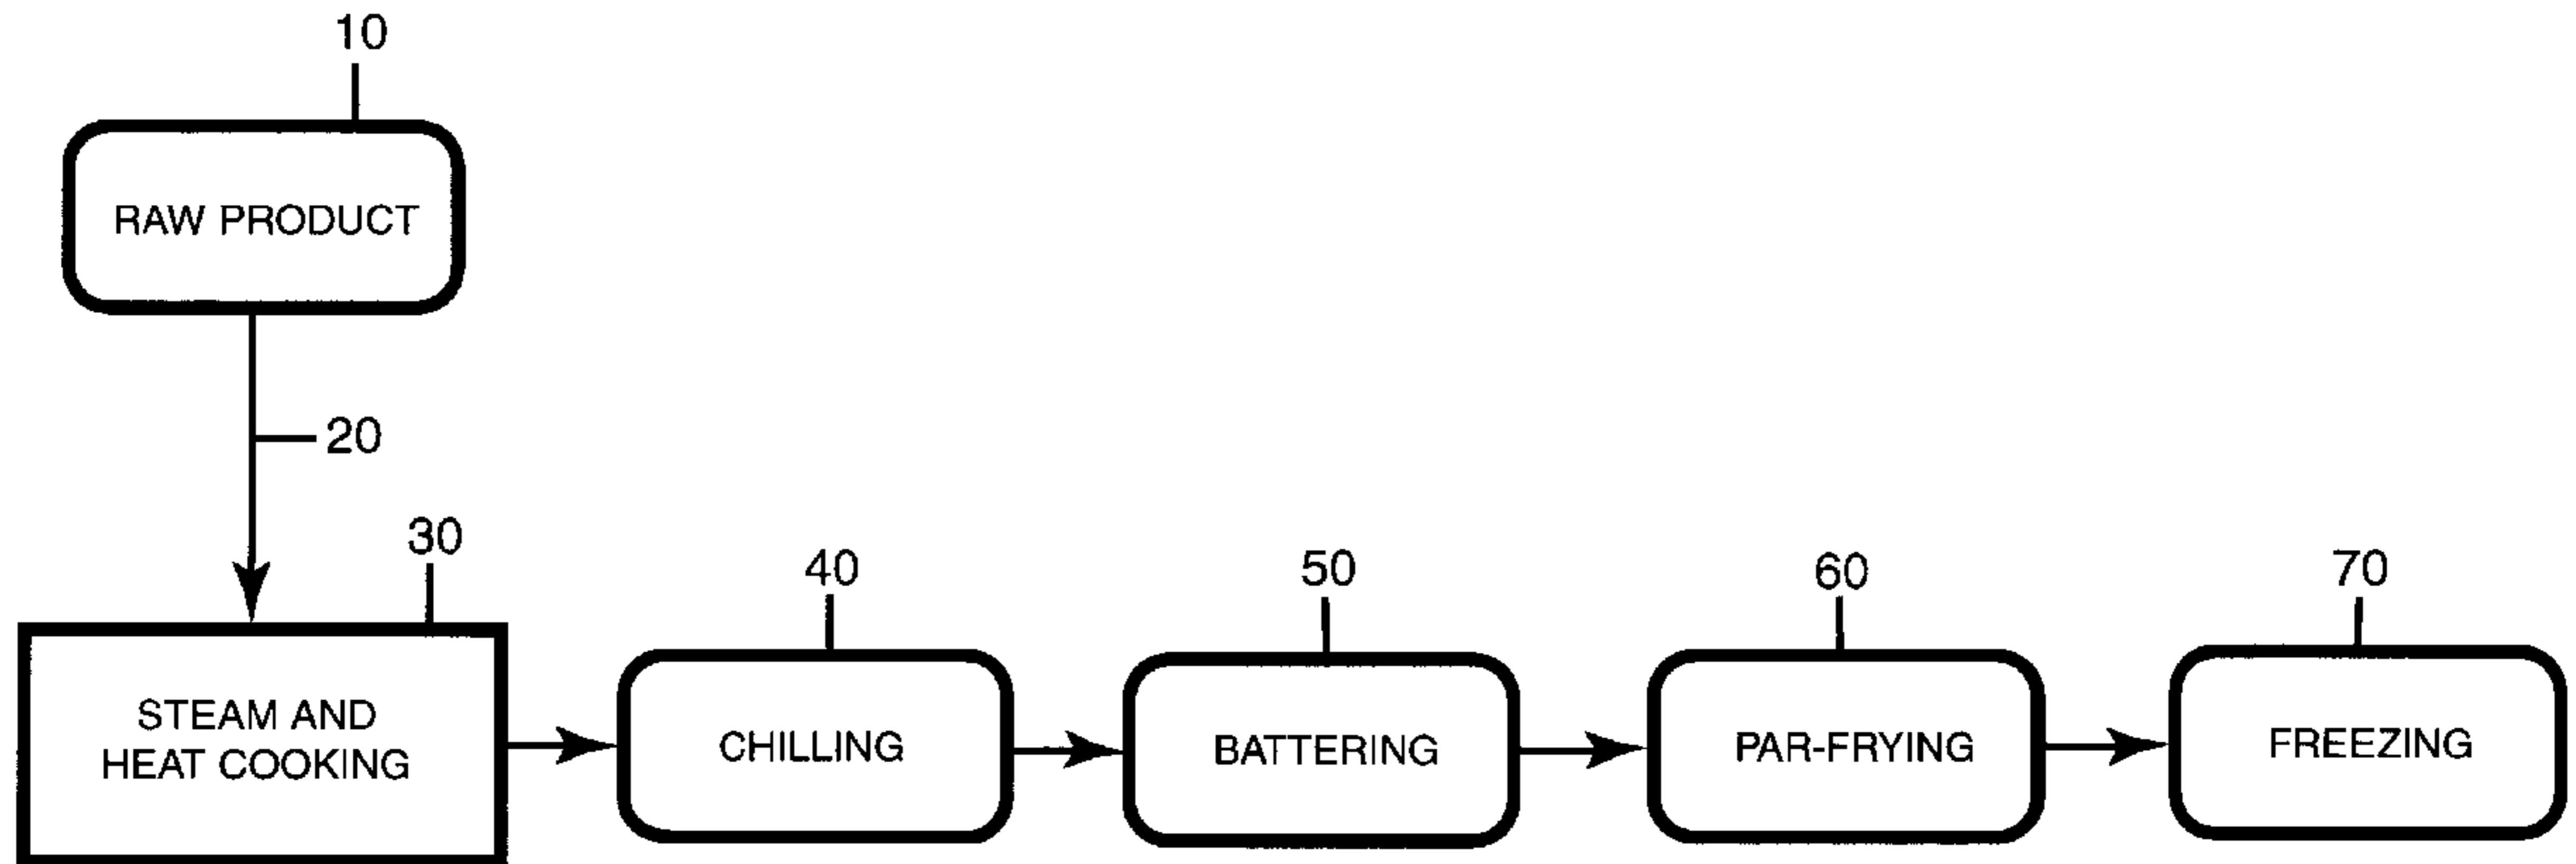 10
RAW PRODUCT
20
30
STEAM AND
HEAT COOKING
40
CHILLING
50
BATTERING
60
PAR-FRYING
70
FREEZING